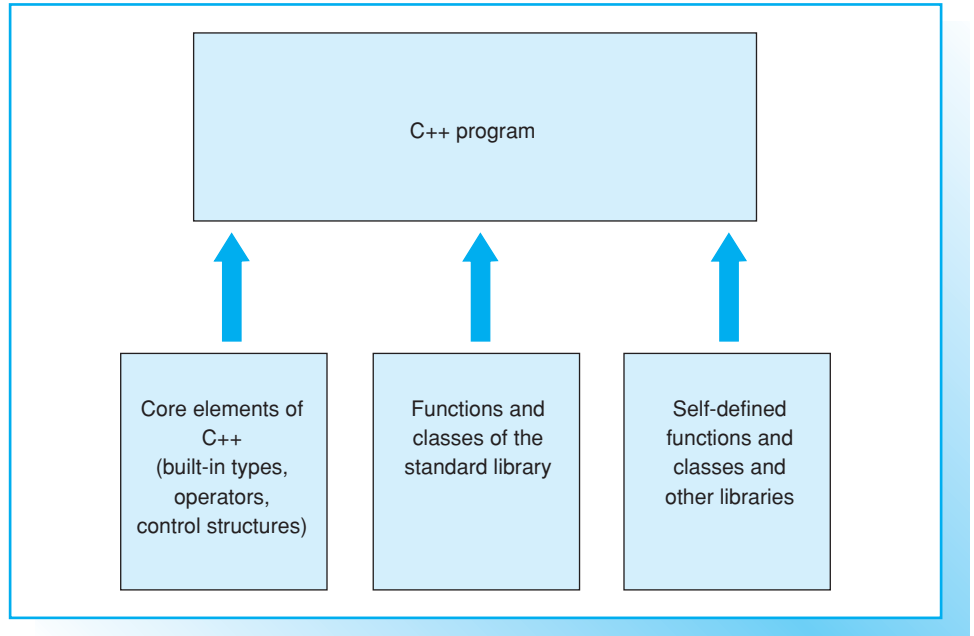 C++ program
Core elements of
C++
(built-in types,
operators,
control structures)
Functions and
classes of the
standard library
Self-defined
functions and
classes and
other libraries